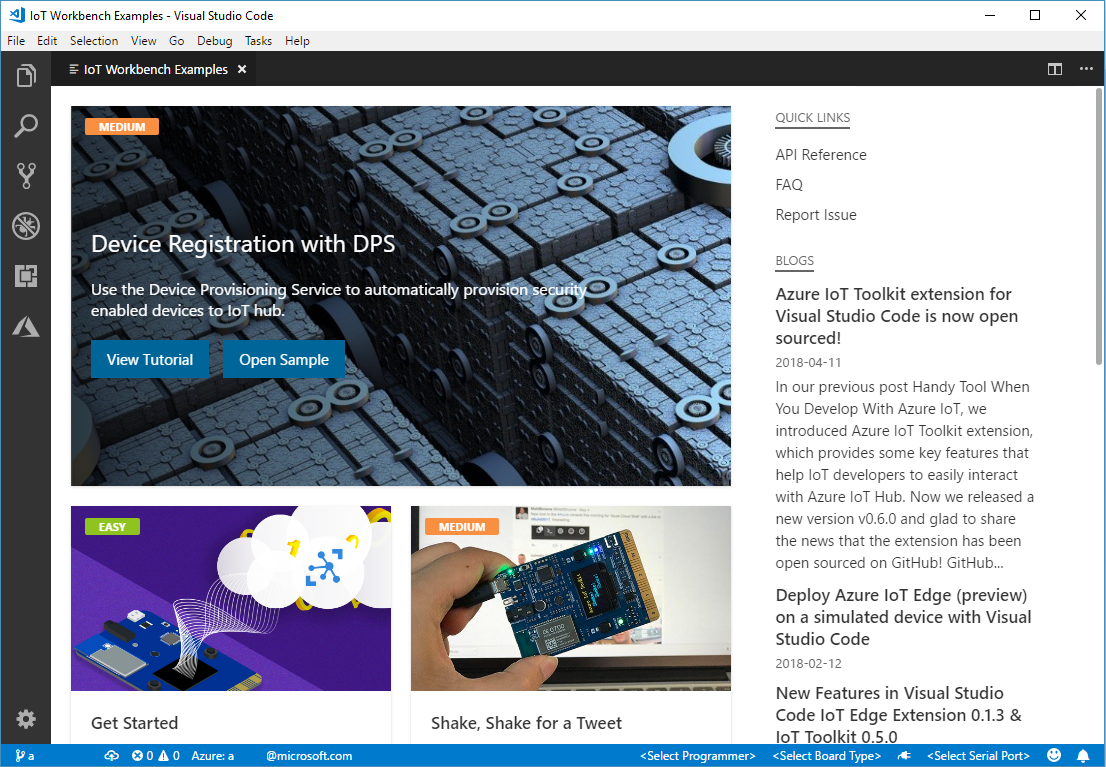 IoT Workbench Examples - Visual Studio Code
File Edit Selection View Go Debug Tasks Help
IoT Workbench Examples
MEDIUM
Device Registration with DPS
Use the Device Provisioning Service to automatically provision security
enabled devices to IoT hub.
View Tutorial Open Sample
EASY
Get Started
MEDIUM
Shake, Shake for a Tweet
QUICK LINKS
API Reference
FAQ
Report Issue
BLOGS
Azure IoT Toolkit extension for
Visual Studio Code is now open
sourced!
2018-04-11
In our previous post Handy Tool When
You Develop With Azure IoT, we
introduced Azure IoT Toolkit extension,
which provides some key features that
help IoT developers to easily interact
with Azure IoT Hub. Now we released a
new version v0.6.0 and glad to share
the news that the extension has been
open sourced on GitHub! GitHub...
Deploy Azure IoT Edge (preview)
on a simulated device with Visual
Studio Code
2018-02-12
New Features in Visual Studio
Code IoT Edge Extension 0.1.3 &
IoT Toolkit 0.5.0
a 0 0 Azure: a @microsoft.com <Select Programmer> <Select Board Type> <Select Serial Port>